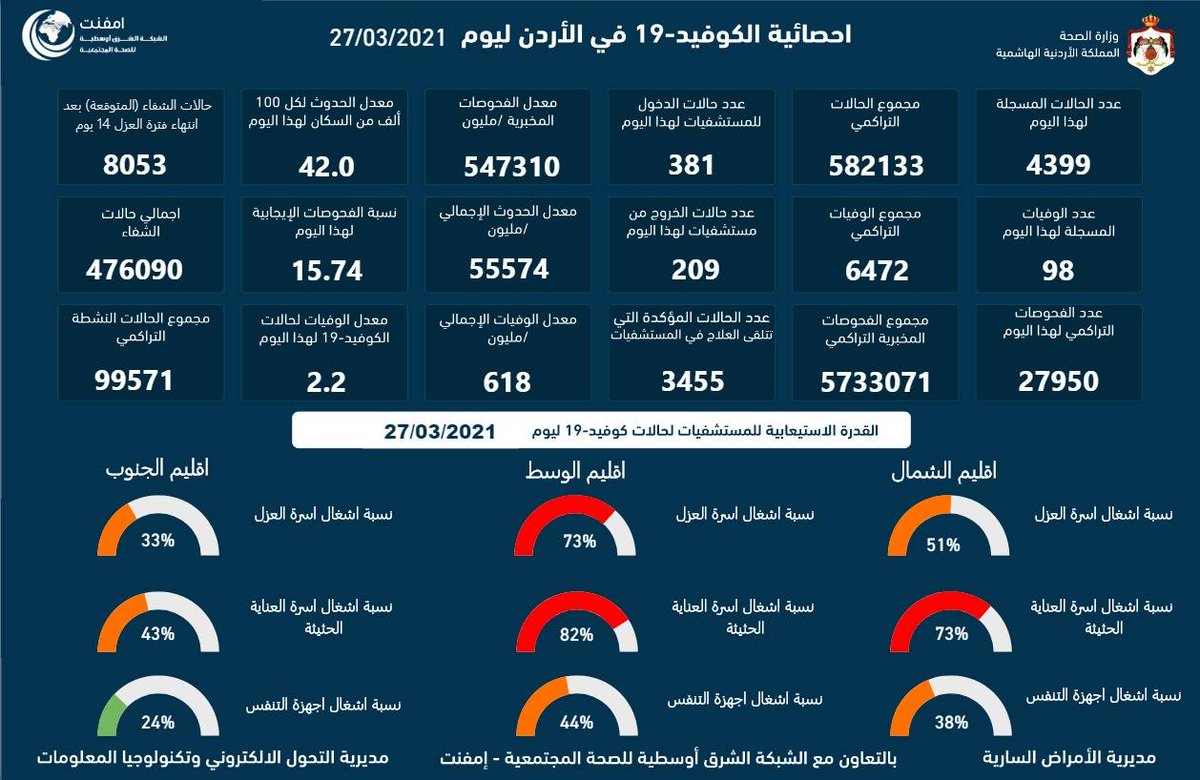 وزارة الصحة
المملكة الأردنية الهاشمية
احصائية الكوفيد-19 في الأردن ليوم 27/03/2021
امفنت
الشبكة الشرق أوسطية
للصحة المجتمعية
عدد الحالات المسجلة
لهذا اليوم
4399
مجموع الحالات
التراكمي
582133
عدد حالات الدخول
للمستشفيات لهذا اليوم
381
معدل الفحوصات
المخبرية /مليون
547310
معدل الحدوث لكل 100
ألف من السكان لهذا اليوم
42.0
حالات الشفاء (المتوقعة) بعد
انتهاء فترة العزل 14 يوم
8053
عدد الوفيات
المسجلة لهذا اليوم
98
مجموع الوفيات
التراكمي
6472
عدد حالات الخروج من
مستشفيات لهذا اليوم
209
معدل الحدوث الإجمالي
/مليون
55574
نسبة الفحوصات الإيجابية
لهذا اليوم
15.74
اجمالي حالات
الشفاء
476090
عدد الفحوصات
التراكمي لهذا اليوم
27950
مجموع الفحوصات
المخبرية التراكمي
5733071
عدد الحالات المؤكدة التي
تتلقى العلاج في المستشفيات
3455
معدل الوفيات الإجمالي
/مليون
618
معدل الوفيات لحالات
الكوفيد-19 لهذا اليوم
2.2
مجموع الحالات النشطة
التراكمي
99571
القدرة الاستيعابية للمستشفيات لحالات كوفيد-19 ليوم 27/03/2021
اقليم الشمال
نسبة اشغال اسرة العزل
51%
نسبة اشغال اسرة العناية
الحثيثة
73%
نسبة اشغال اجهزة التنفس
38%
اقليم الوسط
نسبة اشغال اسرة العزل
73%
نسبة اشغال اسرة العناية
الحثيثة
82%
نسبة اشغال اجهزة التنفس
44%
اقليم الجنوب
نسبة اشغال اسرة العزل
33%
نسبة اشغال اسرة العناية
الحثيثة
43%
نسبة اشغال اجهزة التنفس
24%
مديرية الأمراض السارية
بالتعاون مع الشبكة الشرق أوسطية للصحة المجتمعية - إمفنت
مديرية التحول الالكتروني وتكنولوجيا المعلومات